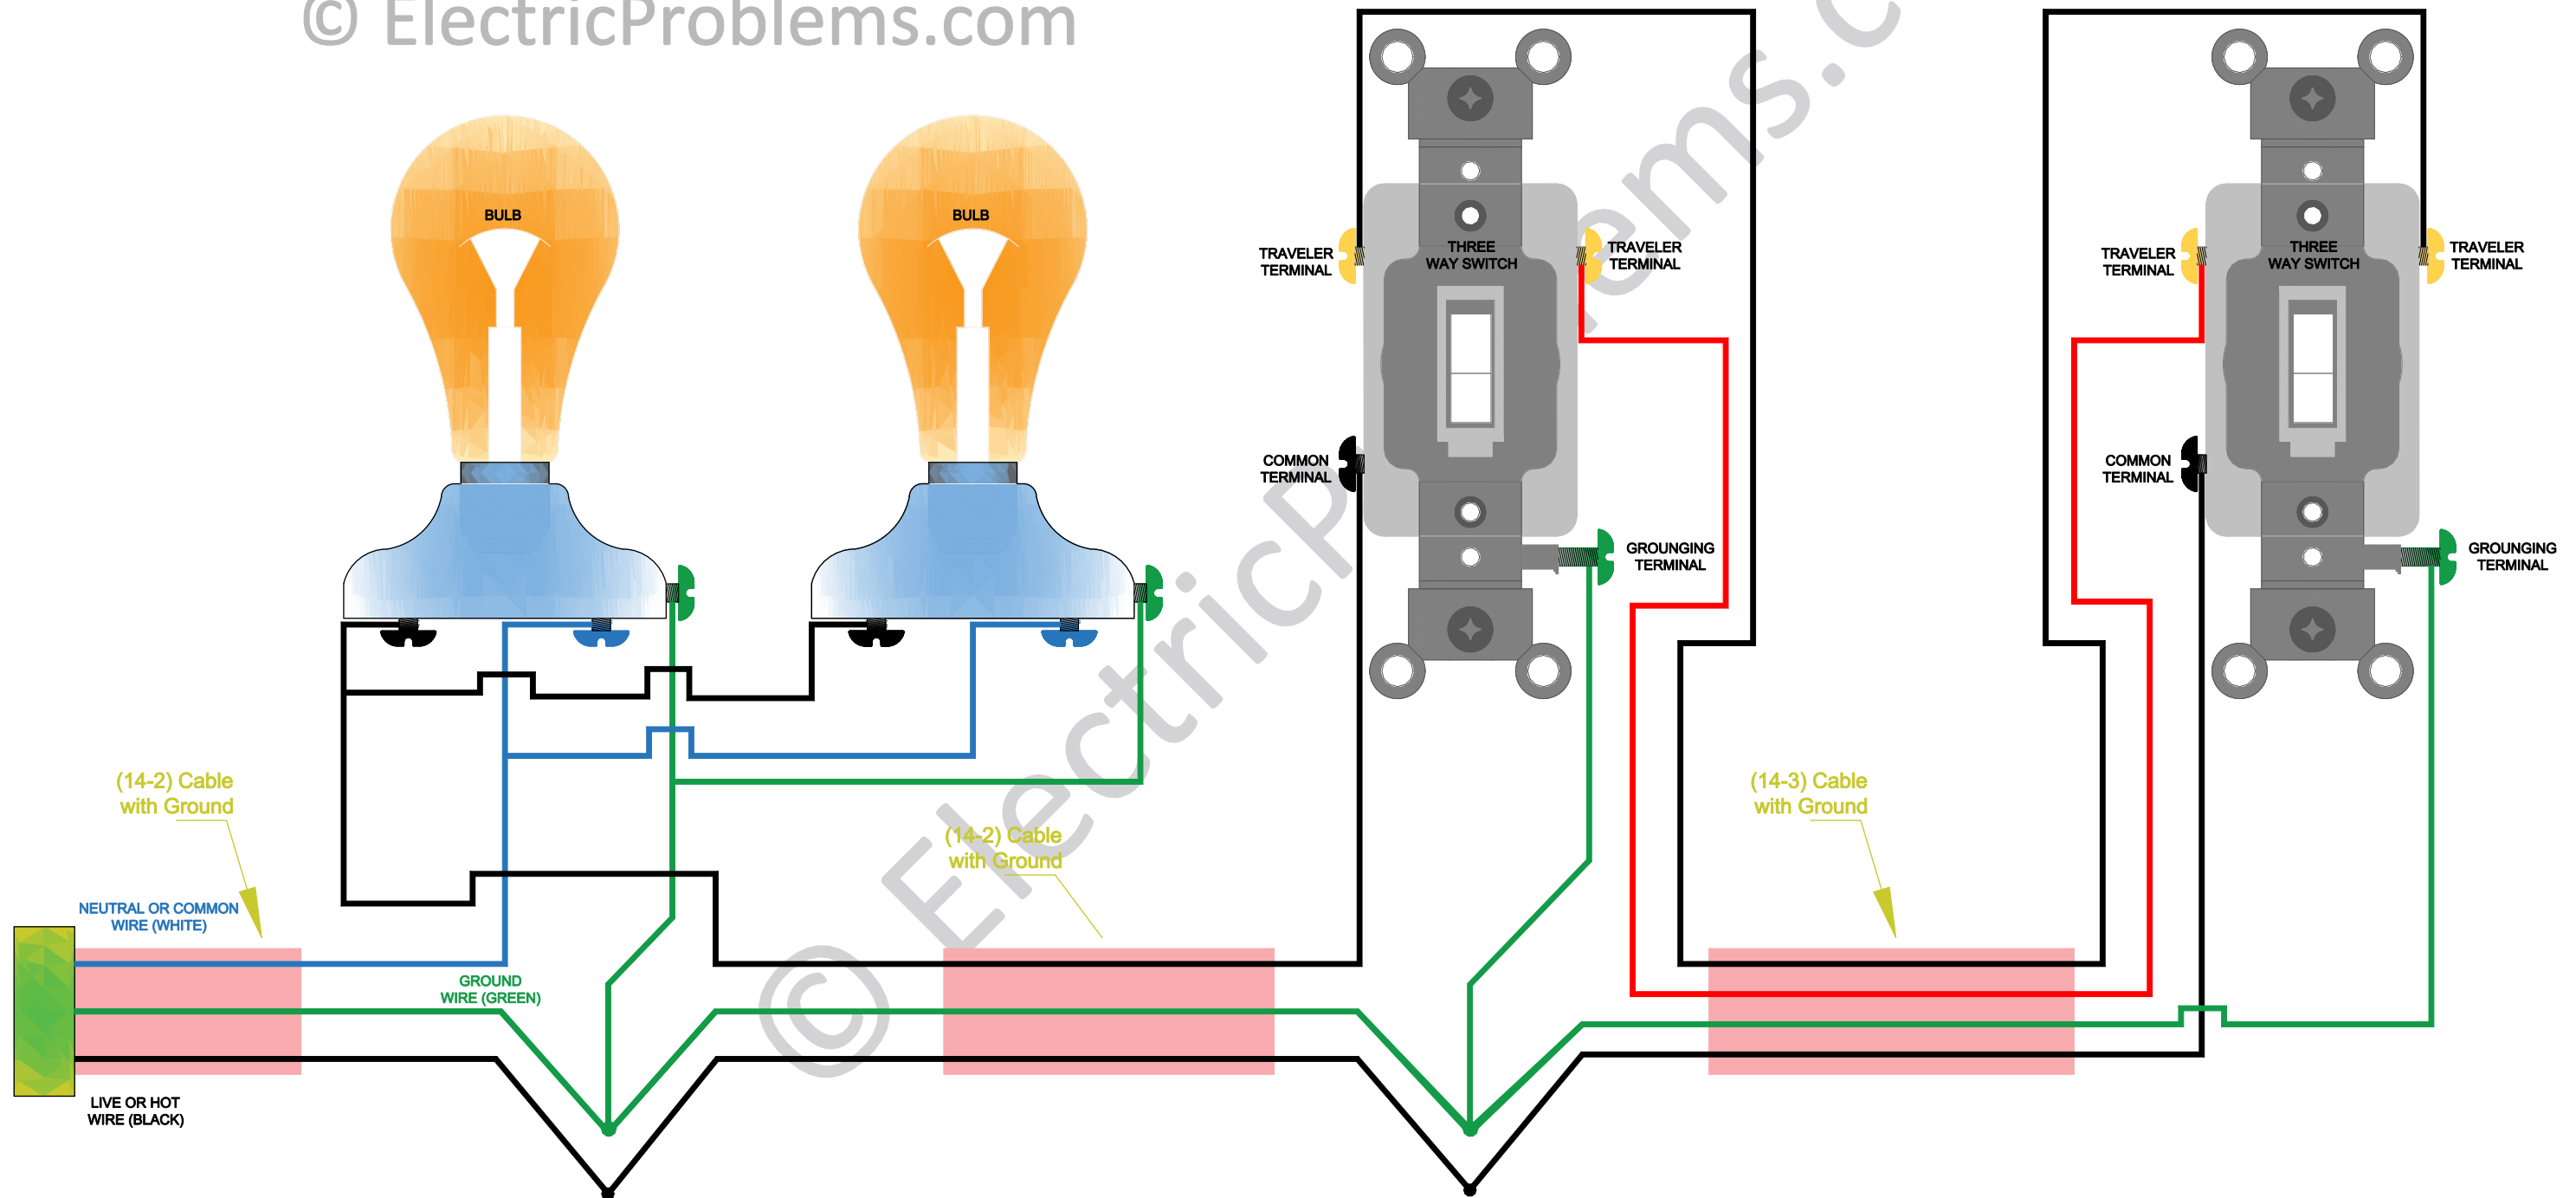 © ElectricProblems.com
© ElectricProblems.com
BULB
BULB
TRAVELER
TERMINAL
THREE
WAY SWITCH
TRAVELER
TERMINAL
TRAVELER
TERMINAL
THREE
WAY SWITCH
TRAVELER
TERMINAL
COMMON
TERMINAL
COMMON
TERMINAL
GROUNGING
TERMINAL
GROUNGING
TERMINAL
(14-2) Cable
with Ground
(14-2) Cable
with Ground
(14-3) Cable
with Ground
NEUTRAL OR COMMON
WIRE (WHITE)
GROUND
WIRE (GREEN)
LIVE OR HOT
WIRE (BLACK)